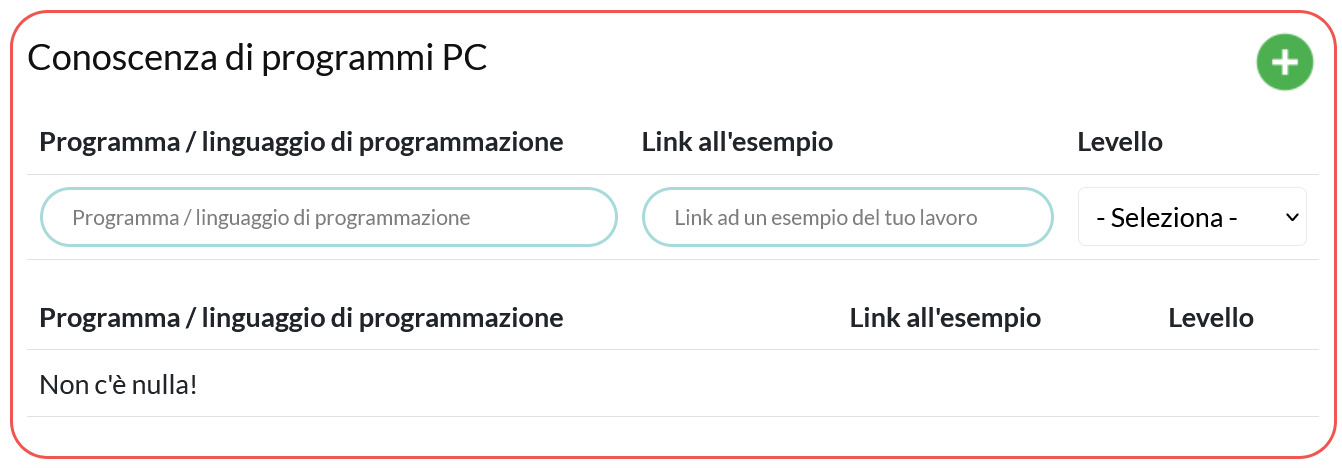 Conoscenza di programmi PC
Programma / linguaggio di programmazione Link all'esempio Levello
Programma / linguaggio di programmazione Link ad un esempio del tuo lavoro - Seleziona -
Programma / linguaggio di programmazione Link all'esempio Levello
Non c'è nulla!